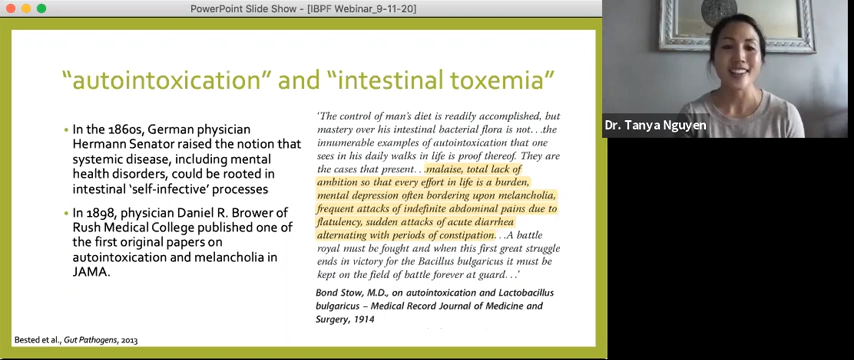 PowerPoint Slide Show - [IBPF Webinar_9-11-20]
"autointoxication" and "intestinal toxemia"
• In the 1860s, German physician
Hermann Senator raised the notion that
systemic disease, including mental
health disorders, could be rooted in
intestinal 'self-infective' processes
• In 1898, physician Daniel R. Brower of
Rush Medical College published one of
the first original papers on
autointoxication and melancholia in
JAMA.
'The control of man's diet is readily accomplished, but
mastery over his intestinal bacterial flora is not...the
innumerable examples of autointoxication that one
sees in his daily walks in life is proof thereof. They are
the cases that present...malaise, total lack of
ambition so that every effort in life is a burden,
mental depression often bordering upon melancholia,
frequent attacks of indefinite abdominal pains due to
flatulency, sudden attacks of acute diarrhea
alternating with periods of constipation...A battle
royal must be fought and when this first great struggle
ends in victory for the Bacillus bulgaricus it must be
kept on the field of battle forever at guard...'
Bond Stow, M.D., on autointoxication and Lactobacillus
bulgaricus – Medical Record Journal of Medicine and
Surgery, 1914
Bested et al., Gut Pathogens, 2013
Dr. Tanya Nguyen